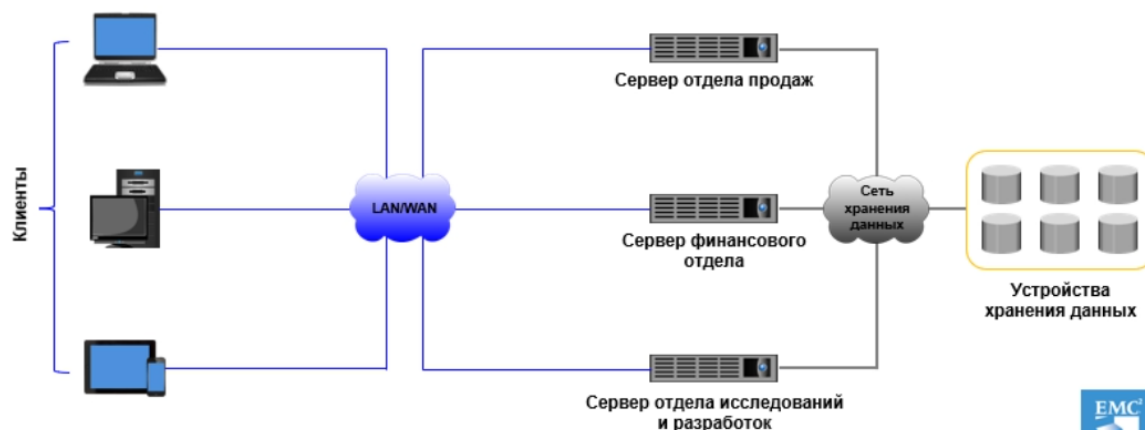 Клиенты
LAN/WAN
Сервер отдела продаж
Сервер финансового
отдела
Сервер отдела исследований
и разработок
Сеть
хранения
данных
Устройства
хранения данных
EMC²